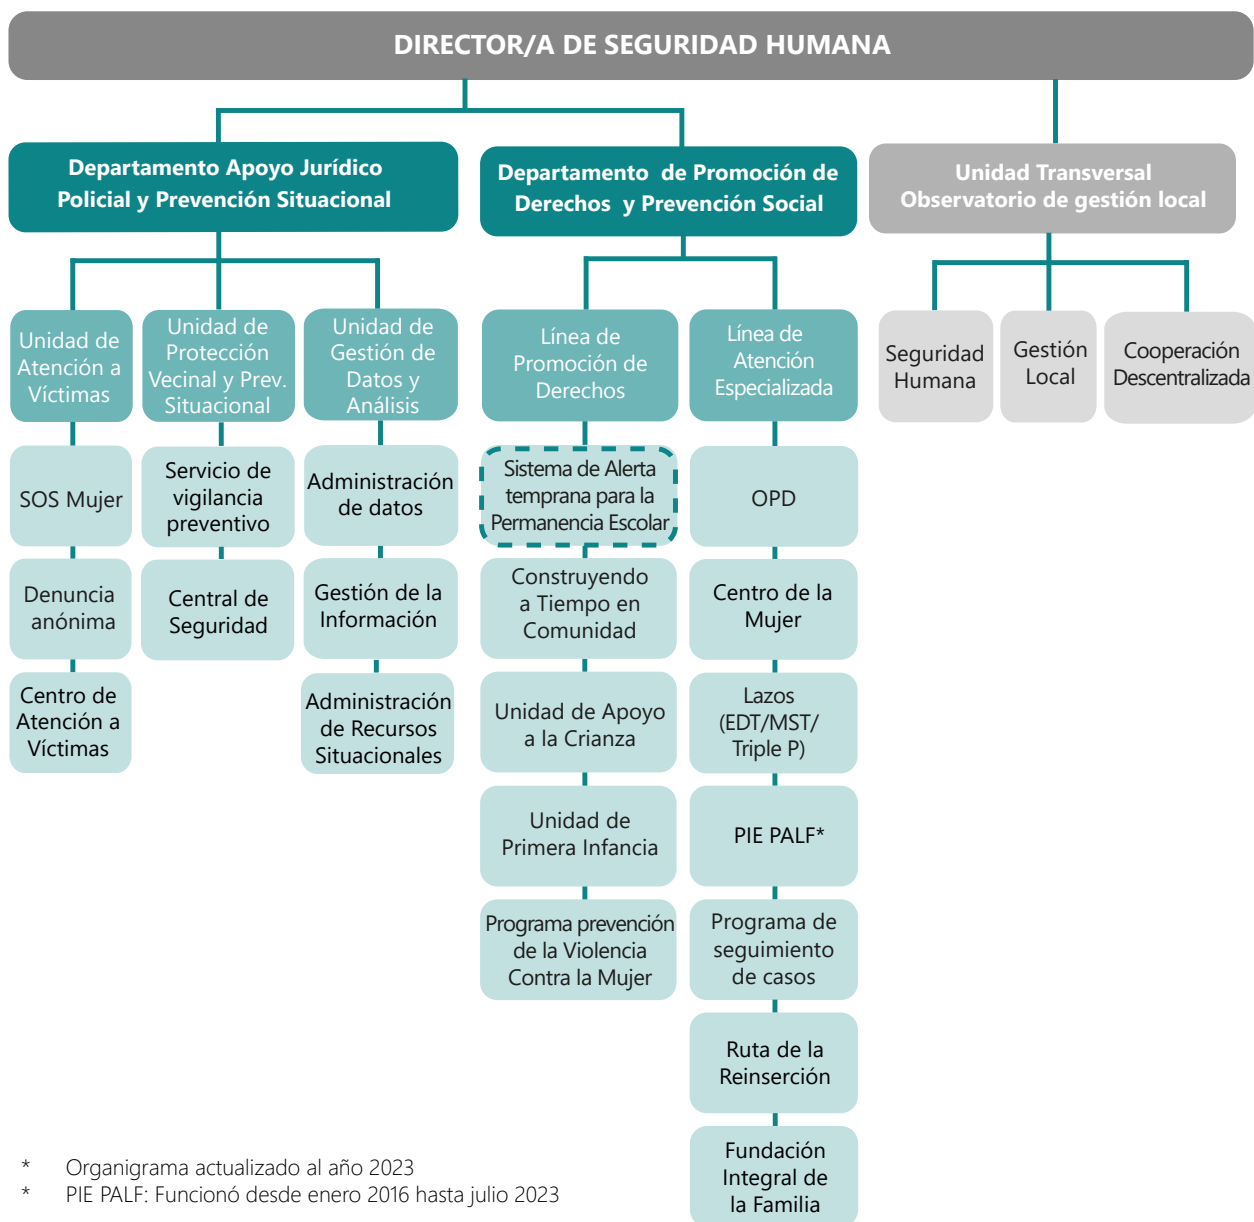 DIRECTOR/A DE SEGURIDAD HUMANA
Departamento Apoyo Jurídico
Policial y Prevención Situacional
Departamento de Promoción de
Derechos y Prevención Social
Unidad Transversal
Observatorio de gestión local
Unidad de
Atención a
Víctimas
Unidad de
Protección
Vecinal y Prev.
Situacional
Unidad de
Gestión de
Datos y
Análisis
Línea de
Promoción de
Derechos
Línea de
Atención
Especializada
Seguridad
Humana
Gestión
Local
Cooperación
Descentralizada
SOS Mujer
Denuncia
anónima
Centro de
Atención a
Víctimas
Servicio de
vigilancia
preventivo
Central de
Seguridad
Administración
de datos
Gestión de la
Información
Administración
de Recursos
Situacionales
Sistema de Alerta
temprana para la
Permanencia Escolar
Construyendo
a Tiempo en
Comunidad
Unidad de Apoyo
a la Crianza
Unidad de
Primera Infancia
Programa prevención
de la Violencia
Contra la Mujer
OPD
Centro de la
Mujer
Lazos
(EDT/MST/
Triple P)
PIE PALF*
Programa de
seguimiento
de casos
Ruta de la
Reinserción
Fundación
Integral de
la Familia
* Organigrama actualizado al año 2023
* PIE PALF: Funcionó desde enero 2016 hasta julio 2023